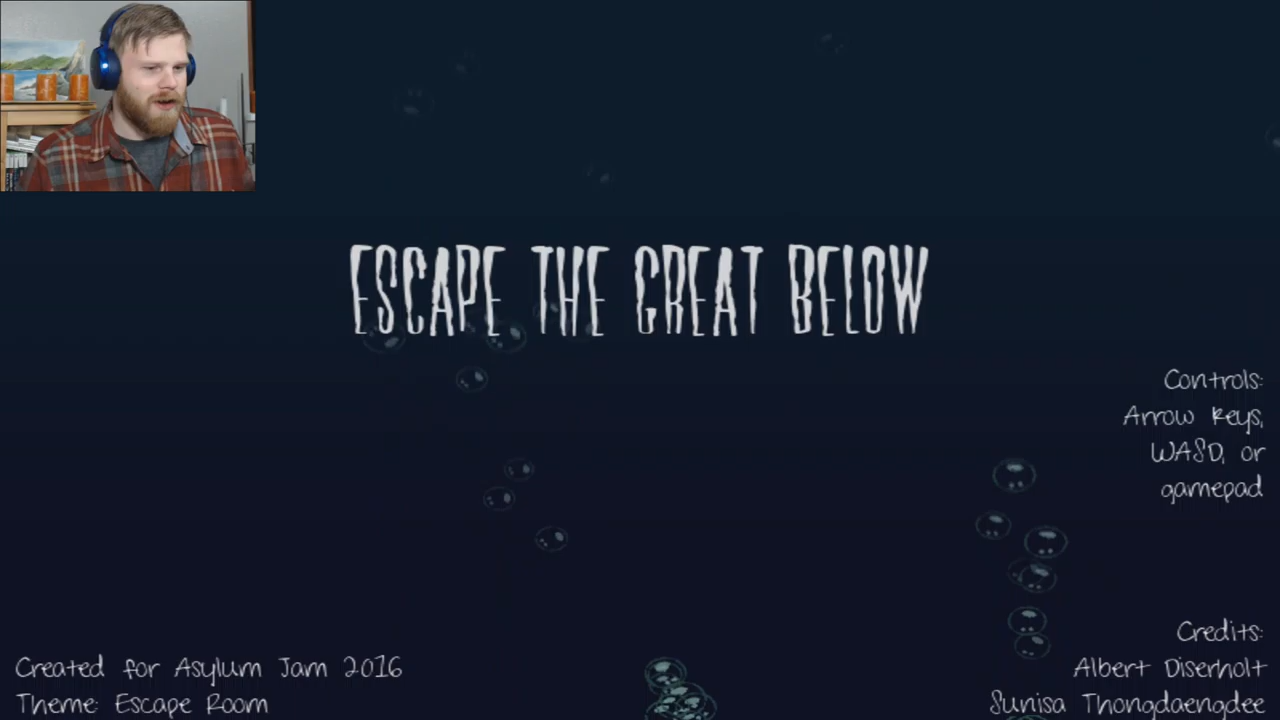 ESCAPE THE GREAT BELOW
Controls:
Arrow keys,
WASD, or
gamepad
Created for Asylum Jam 2016
Theme: Escape Room
Credits:
Albert Diserholt
Sunisa Thongdaengdee